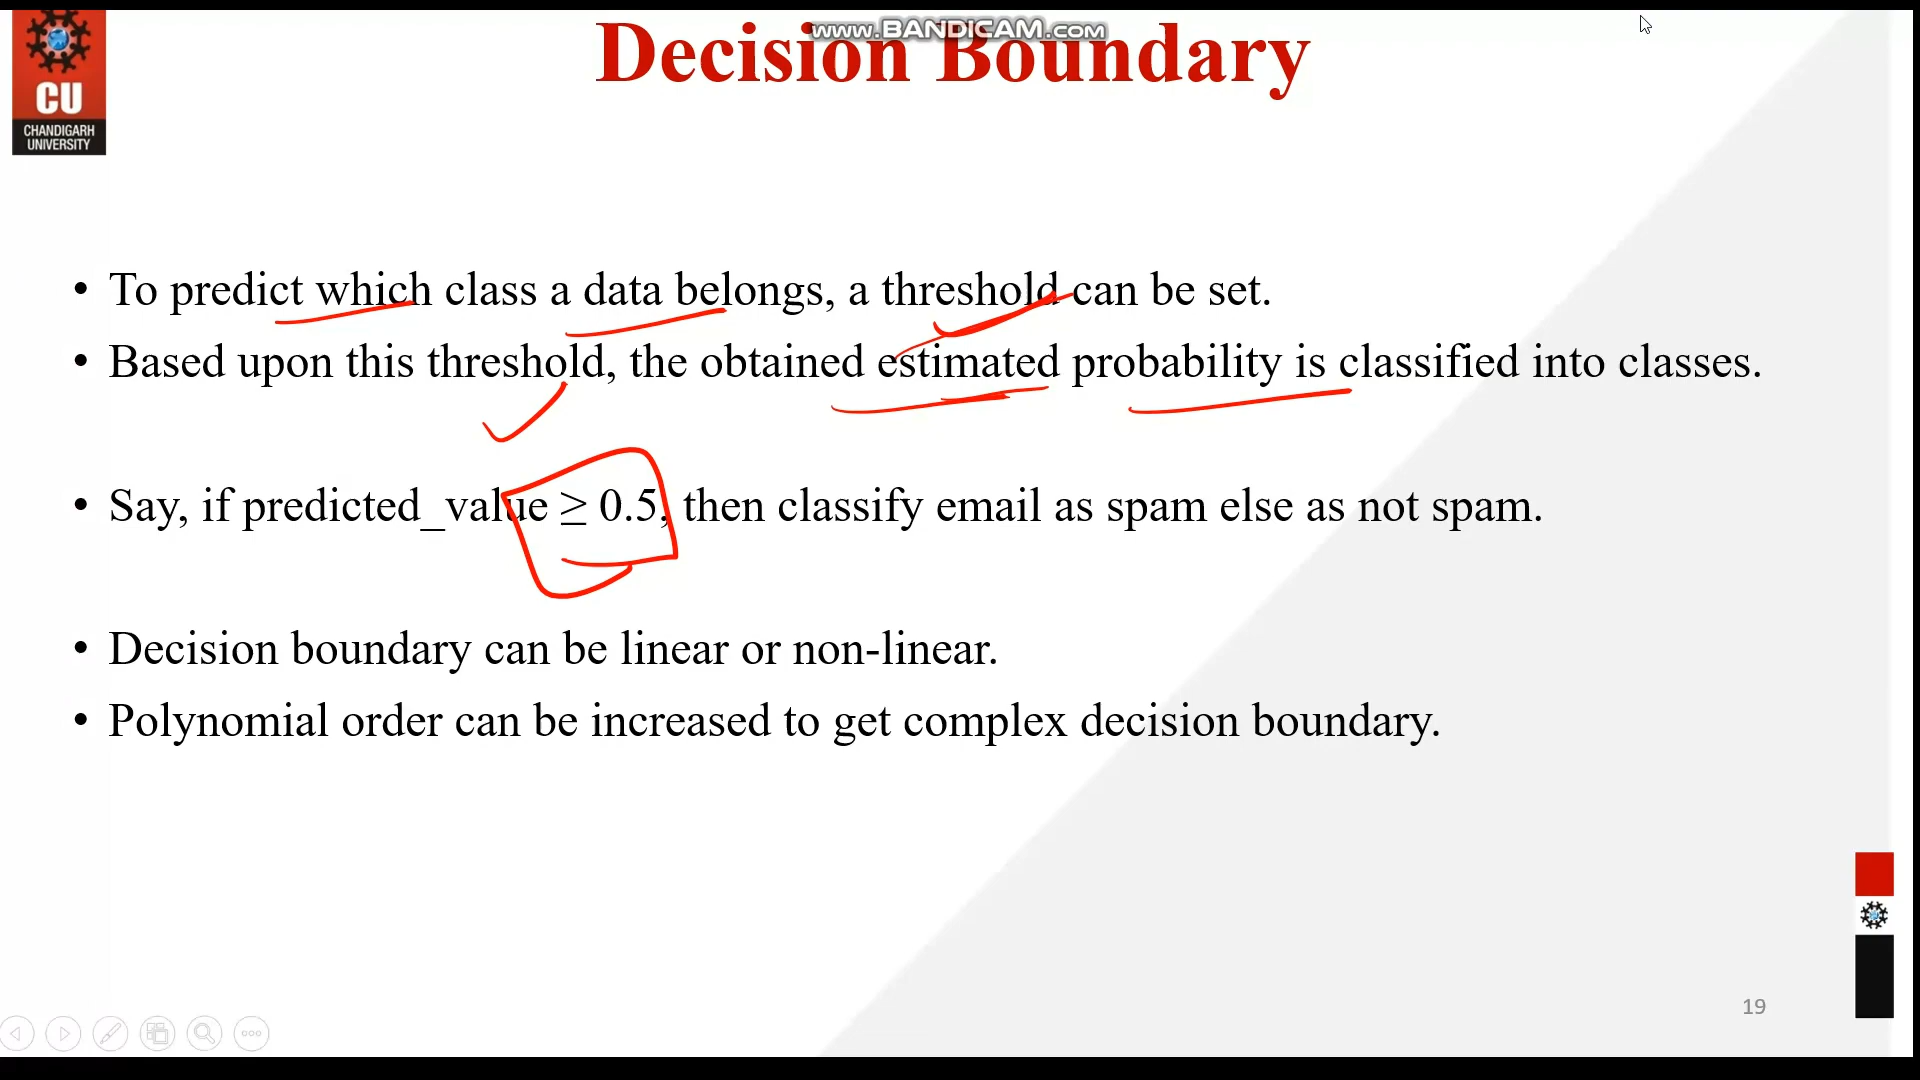 www.BANDICAM.com
Decision Boundary
CU
CHANDIGARH
UNIVERSITY
• To predict which class a data belongs, a threshold can be set.
• Based upon this threshold, the obtained estimated probability is classified into classes.
• Say, if predicted_value ≥ 0.5, then classify email as spam else as not spam.
• Decision boundary can be linear or non-linear.
• Polynomial order can be increased to get complex decision boundary.
19